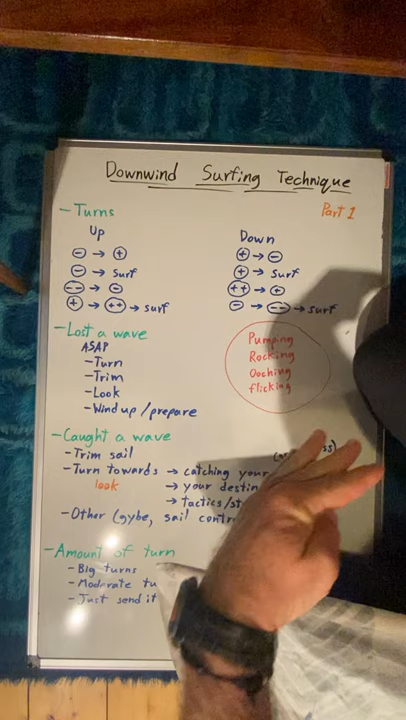 Downwind Surfing Technique
Part 1
- Turns
Up
⊖ → ⊕
⊖ → surf
(--) → ⊖
⊕ → (++) → surf
Down
⊕ → ⊖
⊕ → surf
(++) → ⊕
⊖ → (--) → surf
- Lost a wave
ASAP
- Turn
- Trim
- Look
- Wind up / prepare
Pumping
Rocking
Ooching
flicking
- Caught a wave
- Trim sail
- Turn towards → catching your
look → your destin
→ tactics/st
- Other (gybe, sail contr
- Amount of turn
- Big turns
- Moderate tu
- Just send it